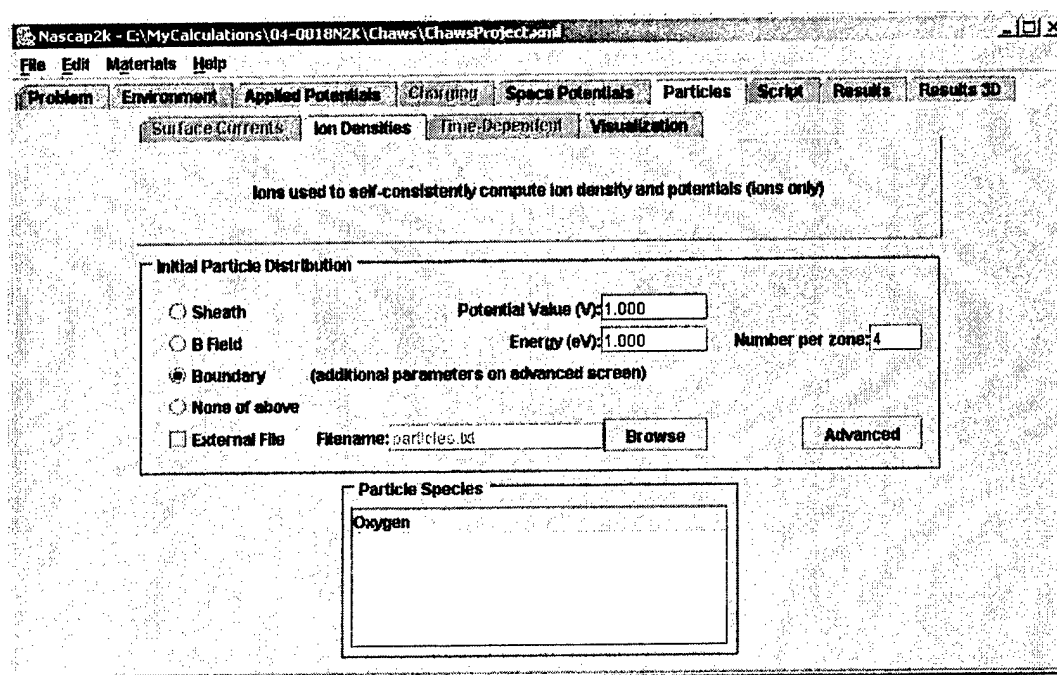 Nascap2k - C:\MyCalculations\04-0018N2K\Chaws\ChawsProject.xml
File Edit Materials Help
Problem Environment Applied Potentials Charging Space Potentials Particles Script Results Results 3D
Surface Currents Ion Densities Time-Dependent Visualization
Ions used to self-consistently compute ion density and potentials (ions only)
Initial Particle Distribution
Sheath Potential Value (V): 1.000
B Field Energy (eV): 1.000 Number per zone: 4
Boundary (additional parameters on advanced screen)
None of above
External File Filename: particles.txt Browse Advanced
Particle Species
Oxygen